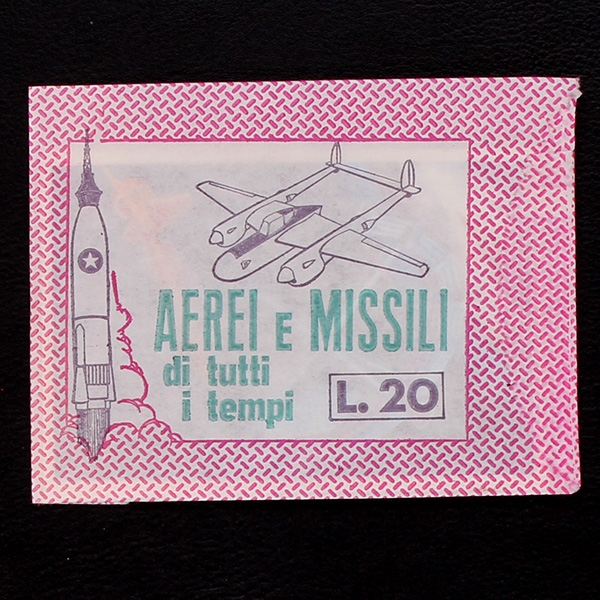 AEREI E MISSILI
di tutti
i tempi
L. 20